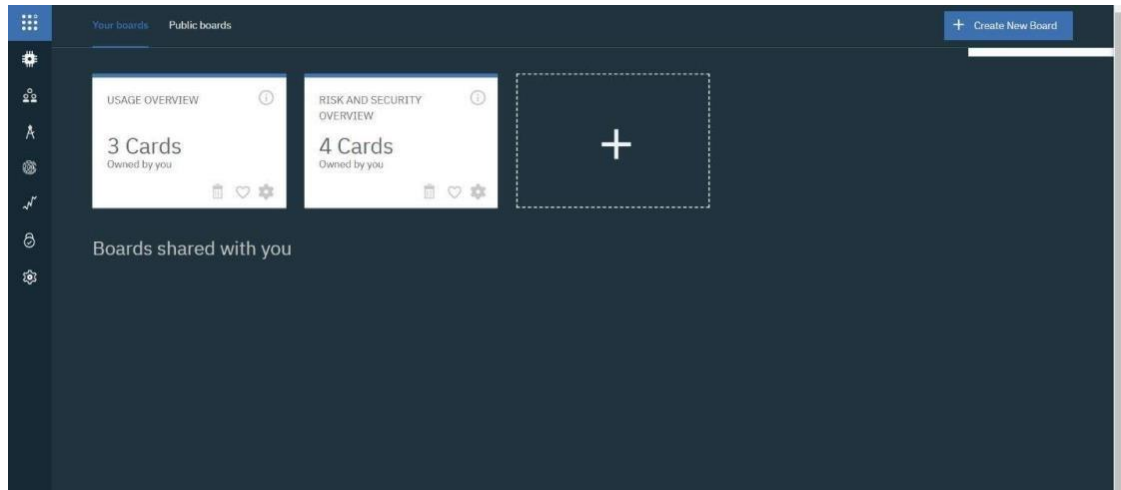 Your boards
Public boards
Create New Board
USAGE OVERVIEW
3 Cards
Owned by you
RISK AND SECURITY
OVERVIEW
4 Cards
Owned by you
Boards shared with you